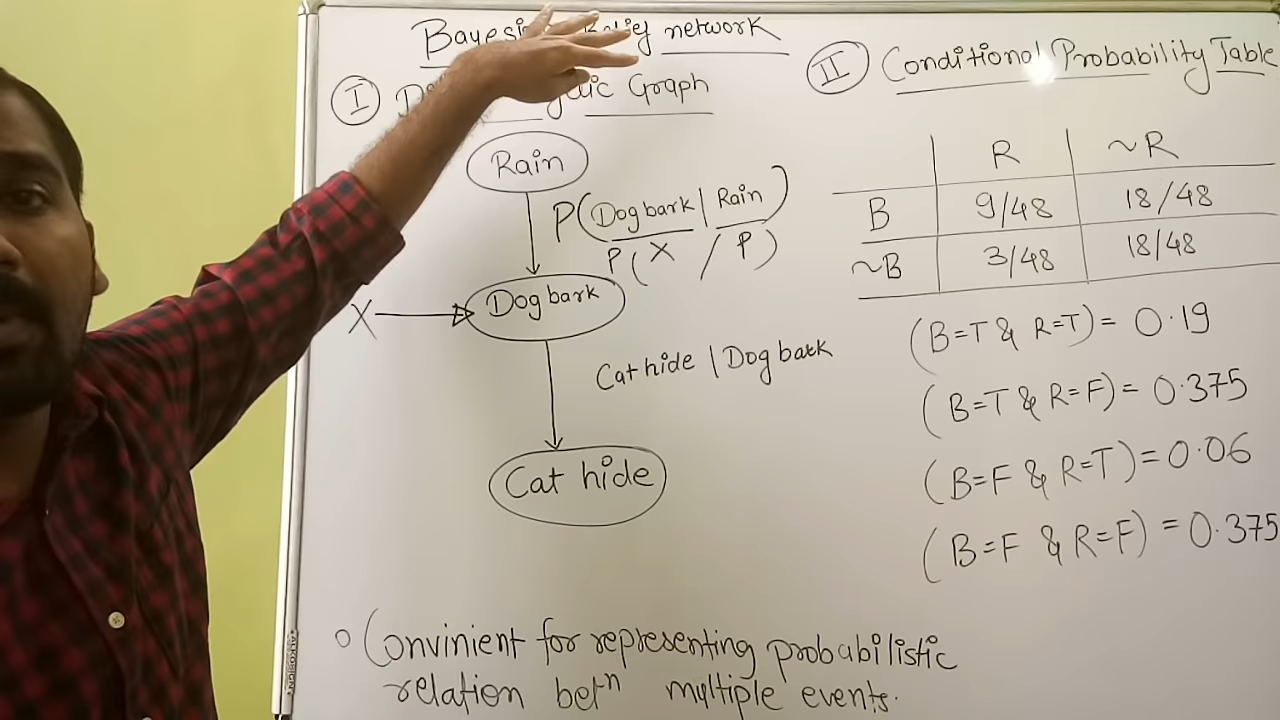 network
I
Graph
Rain
P(Dog bark | Rain)
P( X / P)
X
Dog bark
Cat hide | Dog bark
Cat hide
II Conditional Probability Table
R ~R
B 9/48 18/48
~B 3/48 18/48
(B=T & R=T) = 0.19
(B=T & R=F) = 0.375
(B=F & R=T) = 0.06
(B=F & R=F) = 0.375
Convinient for representing probabilistic
relation betⁿ multiple events.